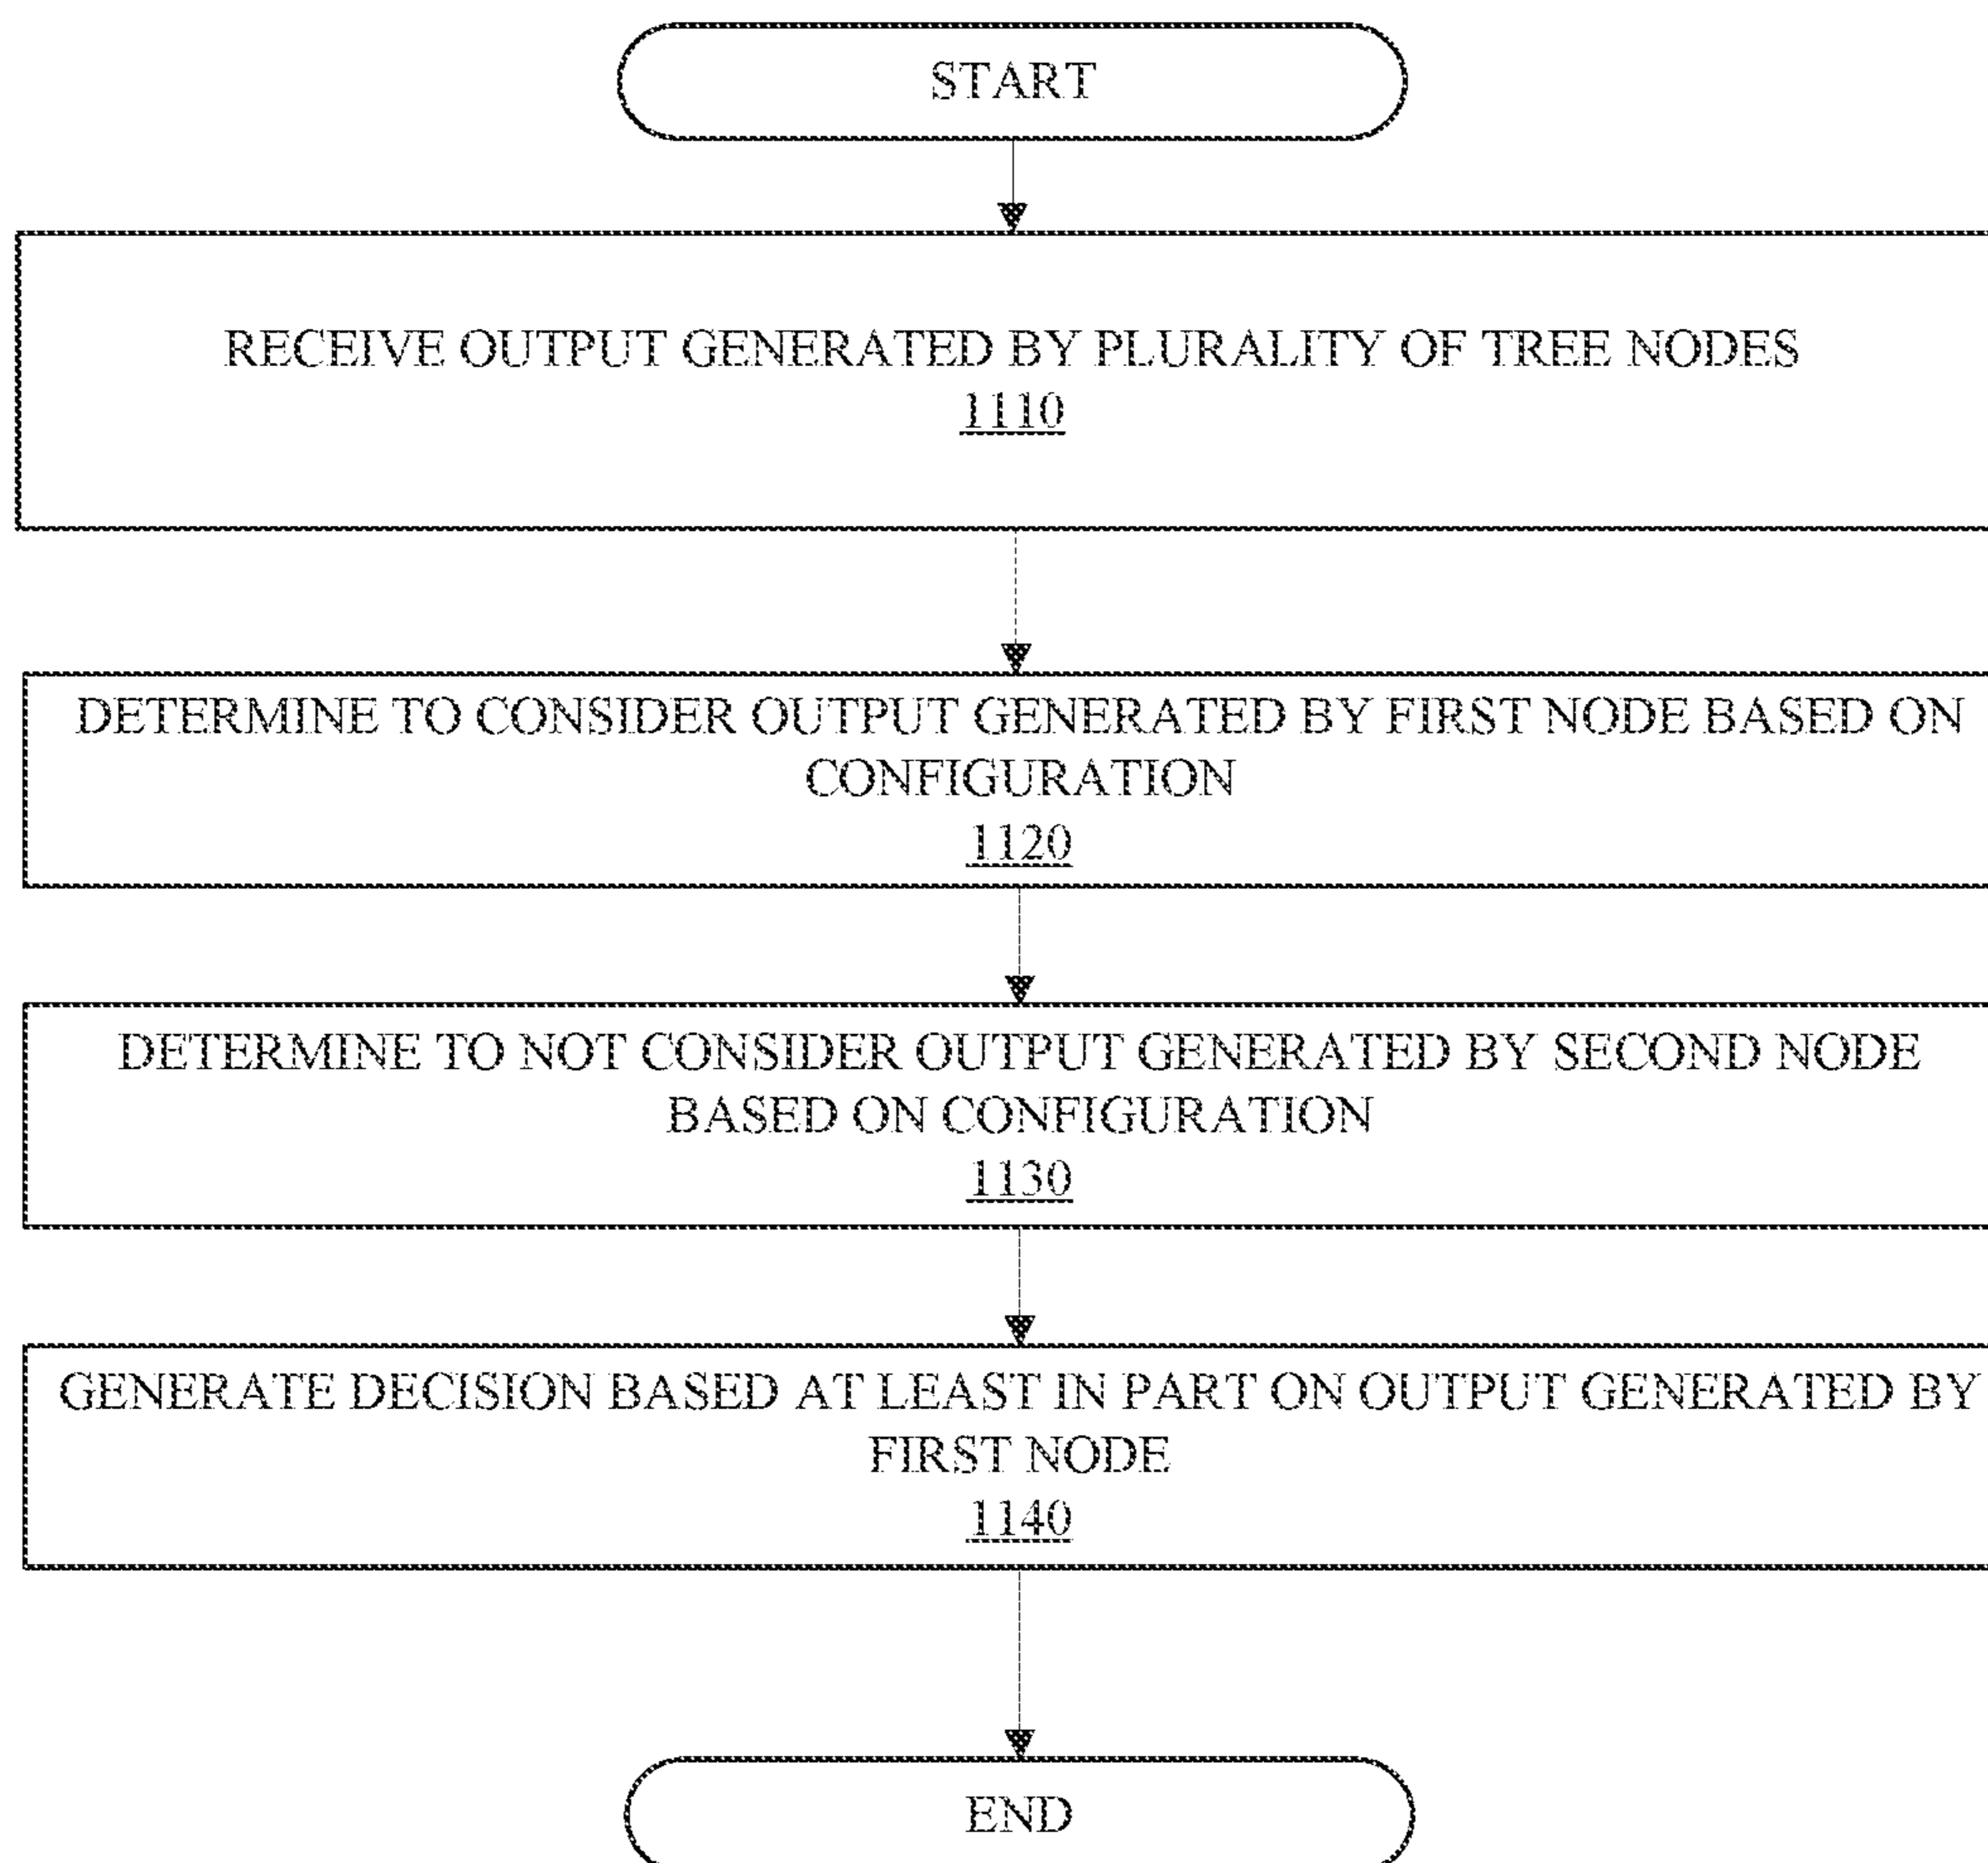 START
RECEIVE OUTPUT GENERATED BY PLURALITY OF TREE NODES
1110
DETERMINE TO CONSIDER OUTPUT GENERATED BY FIRST NODE BASED ON
CONFIGURATION
1120
DETERMINE TO NOT CONSIDER OUTPUT GENERATED BY SECOND NODE
BASED ON CONFIGURATION
1130
GENERATE DECISION BASED AT LEAST IN PART ON OUTPUT GENERATED BY
FIRST NODE
1140
END